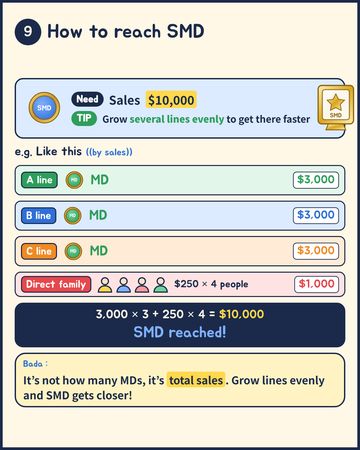 9 How to reach SMD
SMD Need Sales $10,000
TIP Grow several lines evenly to get there faster
SMD
e.g. Like this ((by sales))
A line MD MD $3,000
B line MD MD $3,000
C line MD MD $3,000
Direct family $250 × 4 people $1,000
3,000 × 3 + 250 × 4 = $10,000
SMD reached!
Bada :
It's not how many MDs, it's total sales. Grow lines evenly
and SMD gets closer!